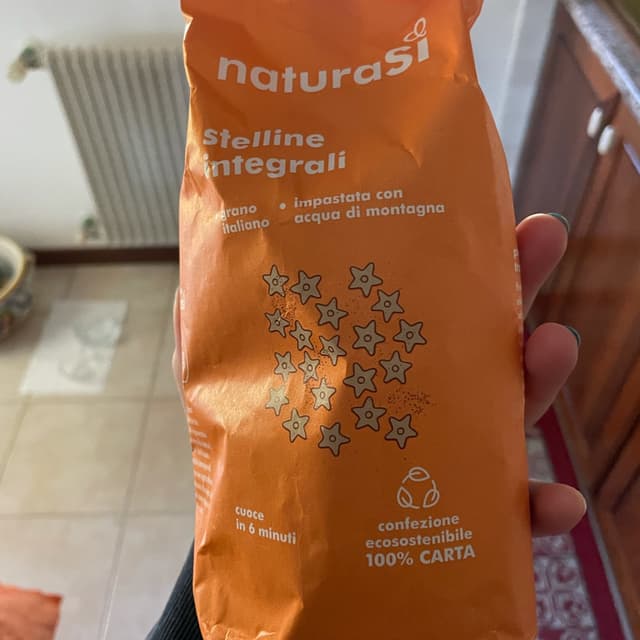 naturasì
stelline
integrali
grano
italiano
• impastata con
acqua di montagna
cuoce
in 6 minuti
confezione
ecosostenibile
100% CARTA